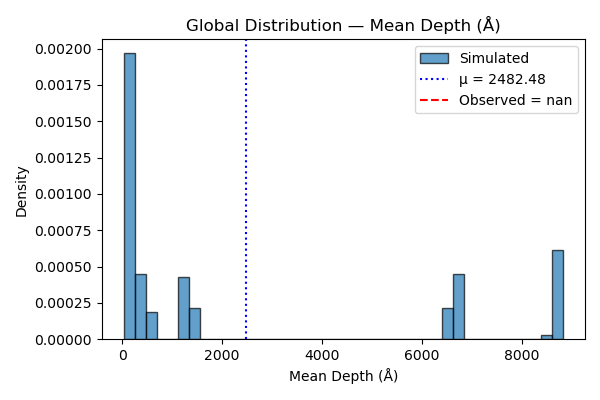 Global Distribution — Mean Depth (Å)
Simulated
μ = 2482.48
Observed = nan
Density
0.00200
0.00175
0.00150
0.00125
0.00100
0.00075
0.00050
0.00025
0.00000
0 2000 4000 6000 8000
Mean Depth (Å)